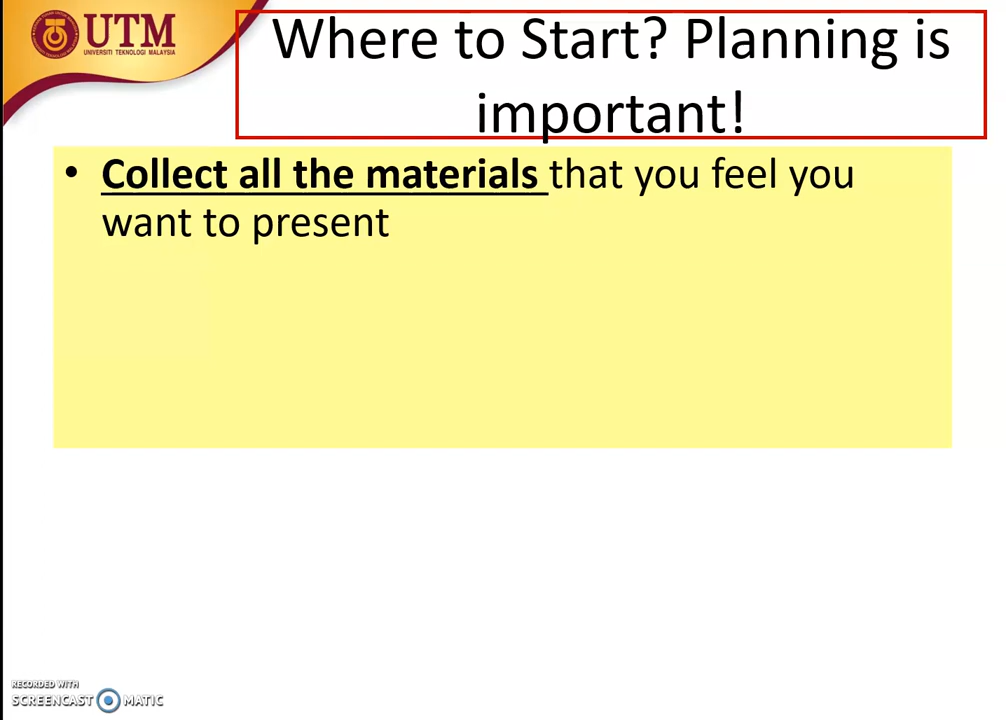 UTM
UNIVERSITI TEKNOLOGI MALAYSIA
Where to Start? Planning is
important!
• Collect all the materials that you feel you
want to present
RECORDED WITH
SCREENCAST MATIC